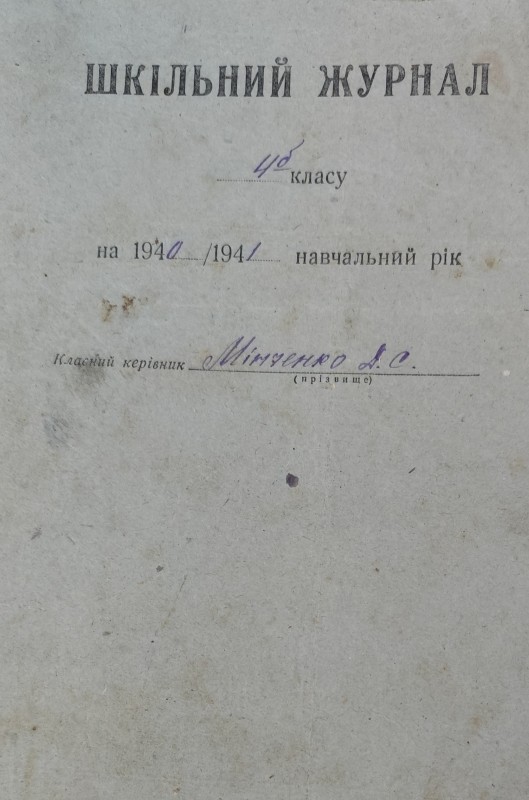 ШКІЛЬНИЙ ЖУРНАЛ
4б класу
на 1940/1941 навчальний рік
Класний керівник Мінченко Д. С.
(прізвище)